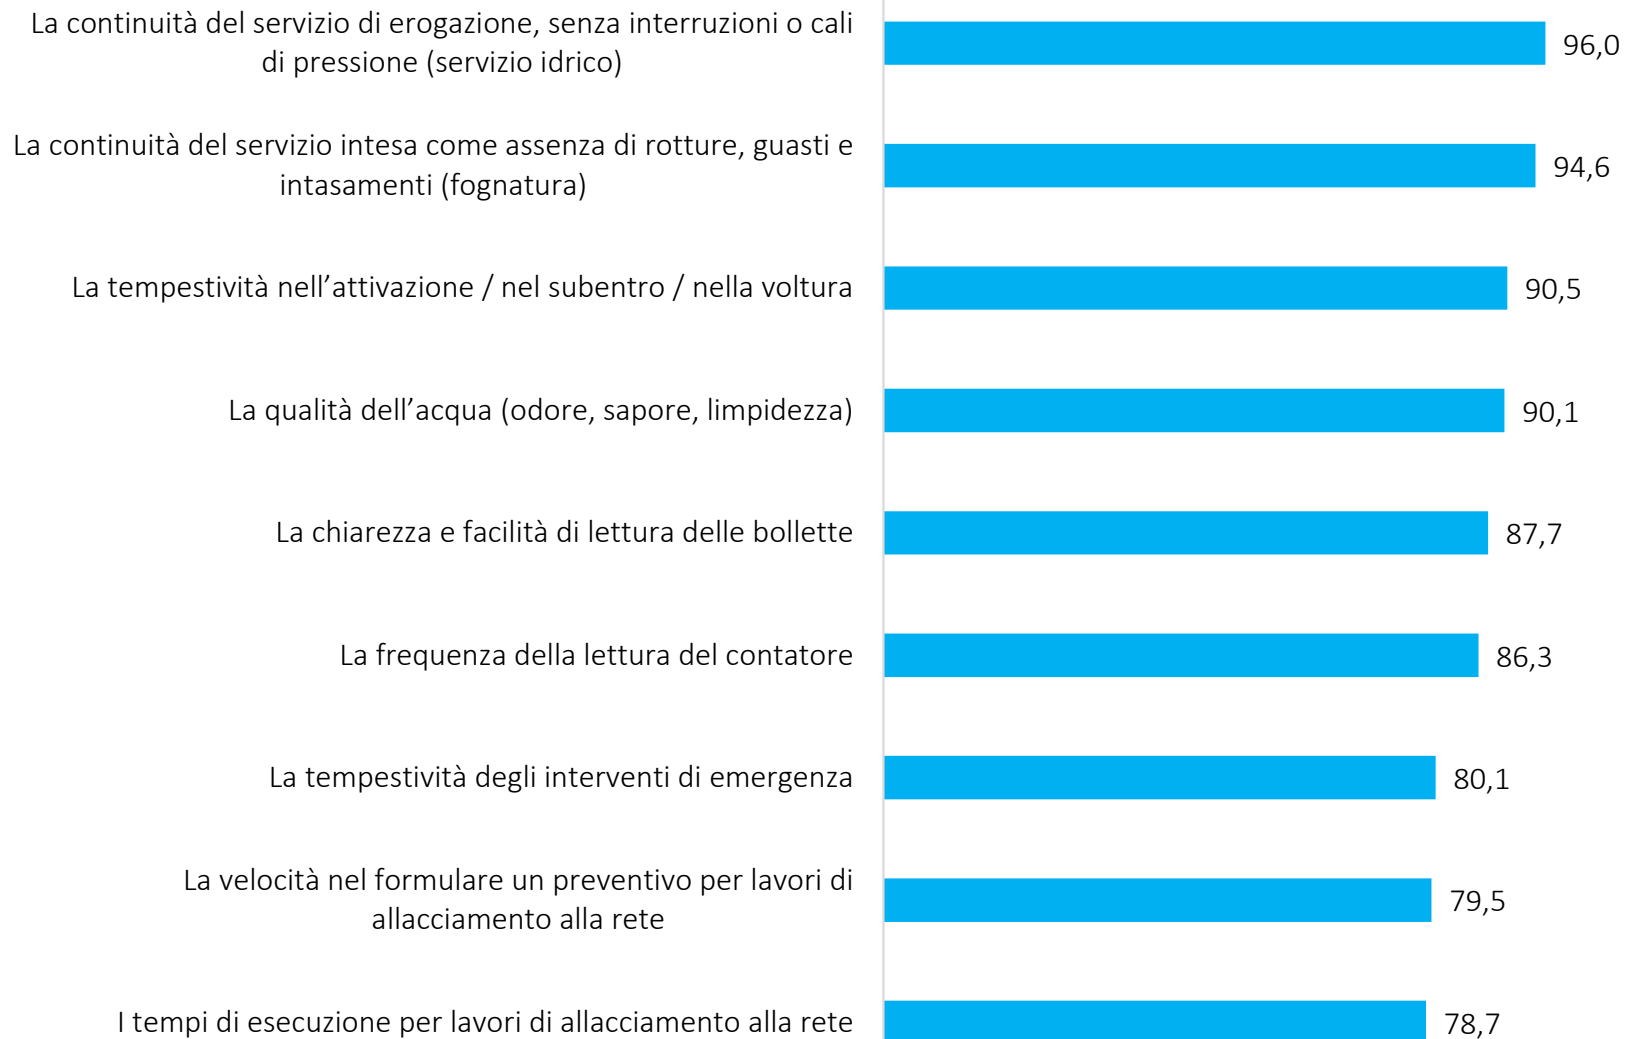 La continuità del servizio di erogazione, senza interruzioni o cali
di pressione (servizio idrico)
96,0
La continuità del servizio intesa come assenza di rotture, guasti e
intasamenti (fognatura)
94,6
La tempestività nell’attivazione / nel subentro / nella voltura
90,5
La qualità dell’acqua (odore, sapore, limpidezza)
90,1
La chiarezza e facilità di lettura delle bollette
87,7
La frequenza della lettura del contatore
86,3
La tempestività degli interventi di emergenza
80,1
La velocità nel formulare un preventivo per lavori di
allacciamento alla rete
79,5
I tempi di esecuzione per lavori di allacciamento alla rete
78,7